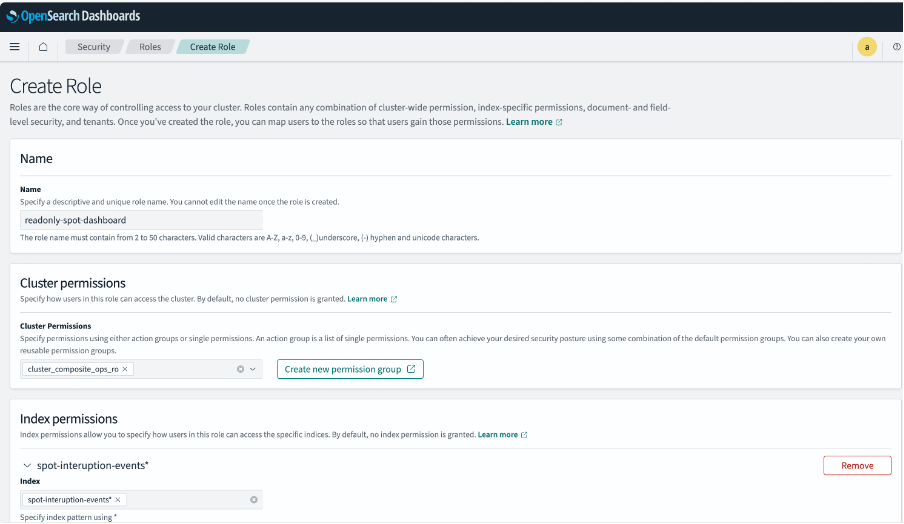 OpenSearch Dashboards
Security
Roles
Create Role
a
Create Role
Roles are the core way of controlling access to your cluster. Roles contain any combination of cluster-wide permission, index-specific permissions, document- and field-
level security, and tenants. Once you've created the role, you can map users to the roles so that users gain those permissions. Learn more
Name
Name
Specify a descriptive and unique role name. You cannot edit the name once the role is created.
readonly-spot-dashboard
The role name must contain from 2 to 50 characters. Valid characters are A-Z, a-z, 0-9, (_)underscore, (-) hyphen and unicode characters.
Cluster permissions
Specify how users in this role can access the cluster. By default, no cluster permission is granted. Learn more
Cluster Permissions
Specify permissions using either action groups or single permissions. An action group is a list of single permissions. You can often achieve your desired security posture using some combination of the default permission groups. You can also create your own
reusable permission groups.
cluster_composite_ops_ro
Create new permission group
Index permissions
Index permissions allow you to specify how users in this role can access the specific indices. By default, no index permission is granted. Learn more
spot-interuption-events*
Remove
Index
spot-interuption-events*
Specify index pattern using *